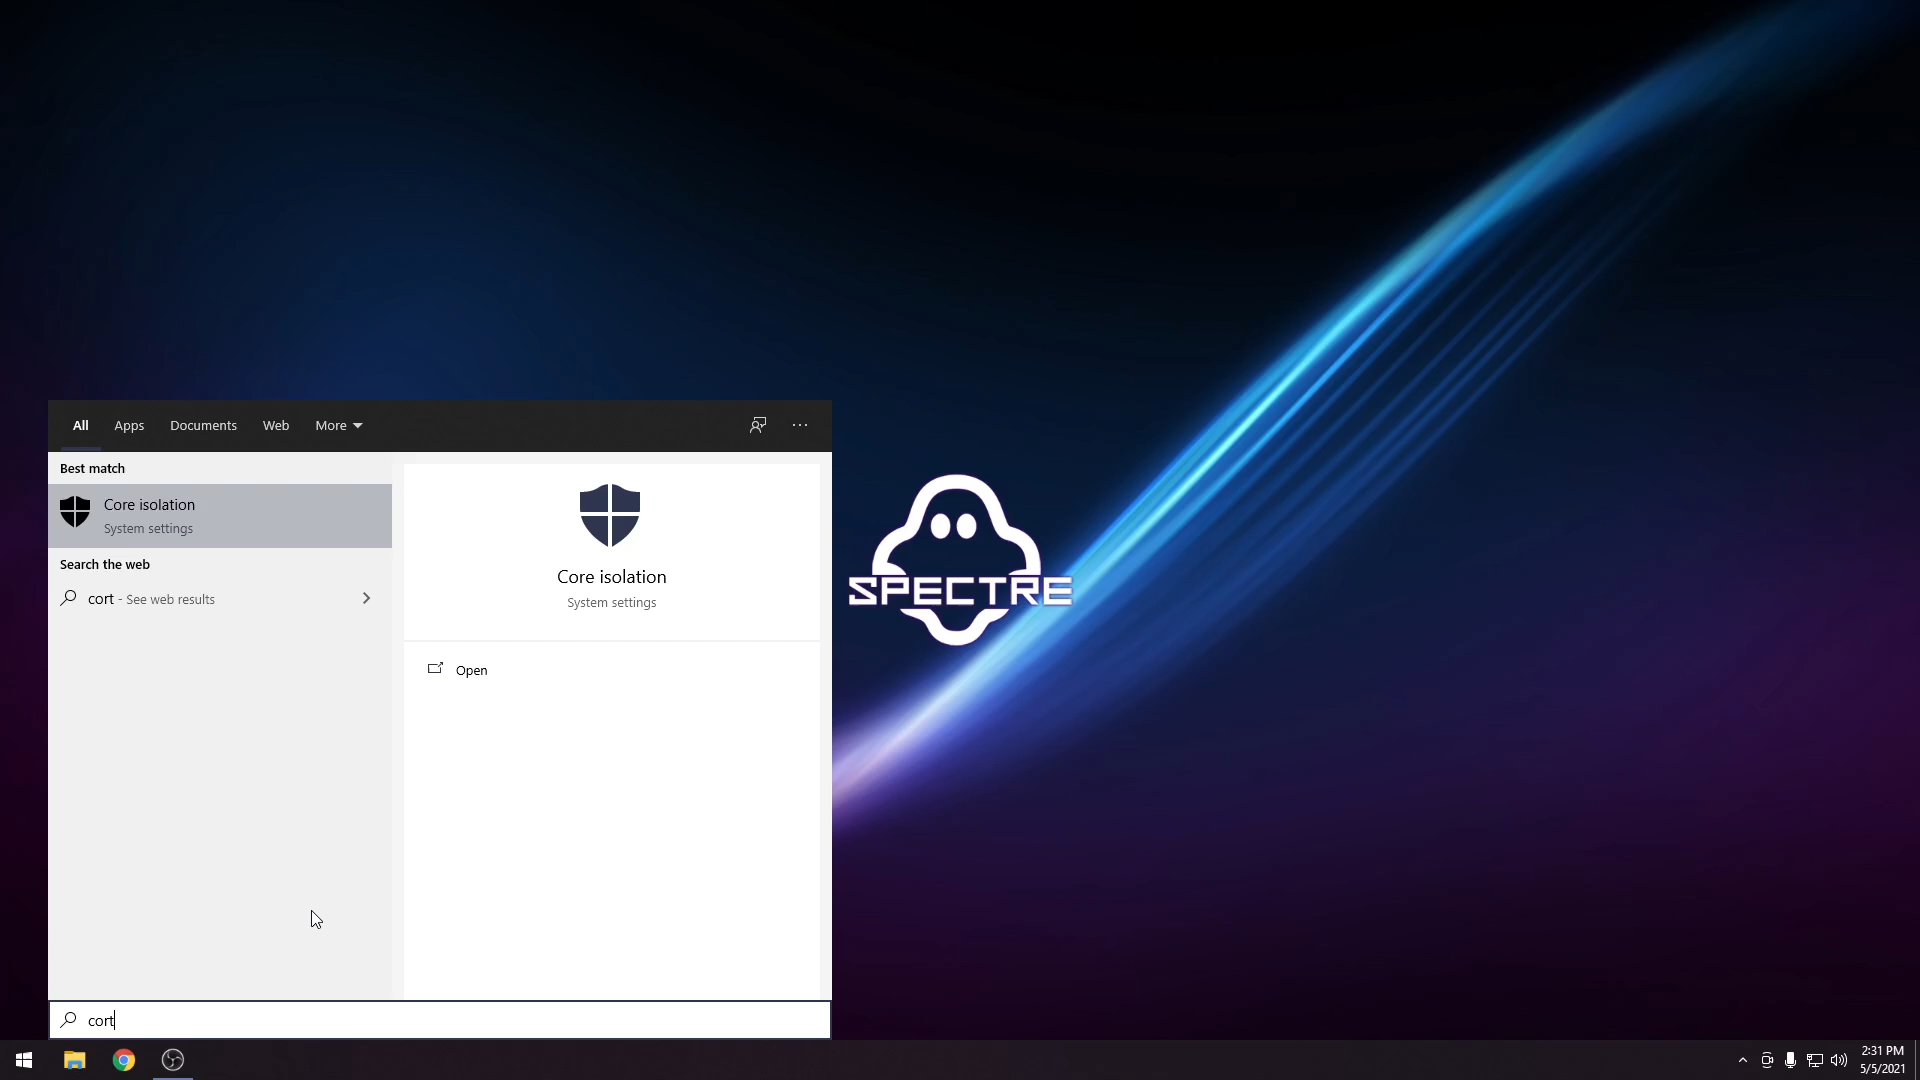 All Apps Documents Web More
Best match
Core isolation
System settings
Search the web
cort - See web results
Core isolation
System settings
Open
SPECTRE
cort
2:31 PM
5/5/2021